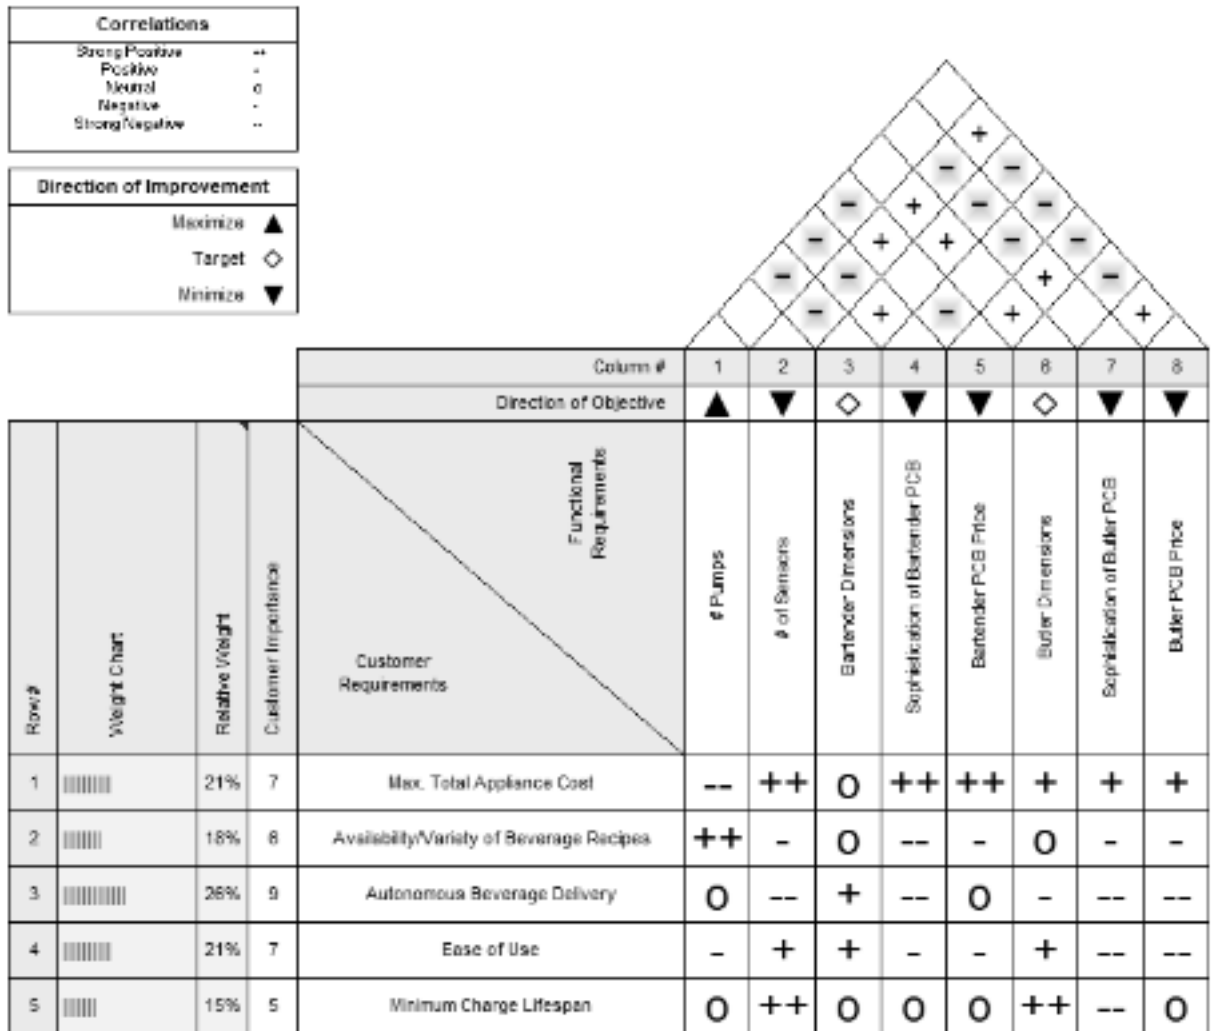 Correlations
Strong Positive ++
Positive -
Neutral o
Negative -
Strong Negative --
Direction of Improvement
Maximize ▲
Target ◇
Minimize ▼
+
− −
− + − −
− + + − −
− − + −
− + − + +
Column # 1 2 3 4 5 6 7 8
Direction of Objective ▲ ▼ ◇ ▼ ▼ ◇ ▼ ▼
Row #
Weight Chart
Relative Weight
Customer Importance
Customer
Requirements
Functional
Requirements
# Pumps
# of Sensors
Bartender Dimensions
Sophistication of Bartender PCB
Bartender PCB Price
Butler Dimensions
Sophistication of Butler PCB
Butler PCB Price
1 21% 7 Max. Total Appliance Cost -- ++ o ++ ++ + + +
2 18% 6 Availability/Variety of Beverage Recipes ++ - o -- - o - -
3 26% 9 Autonomous Beverage Delivery o -- + -- o - -- --
4 21% 7 Ease of Use - + + - - + -- --
5 15% 5 Minimum Charge Lifespan o ++ o o o ++ -- o